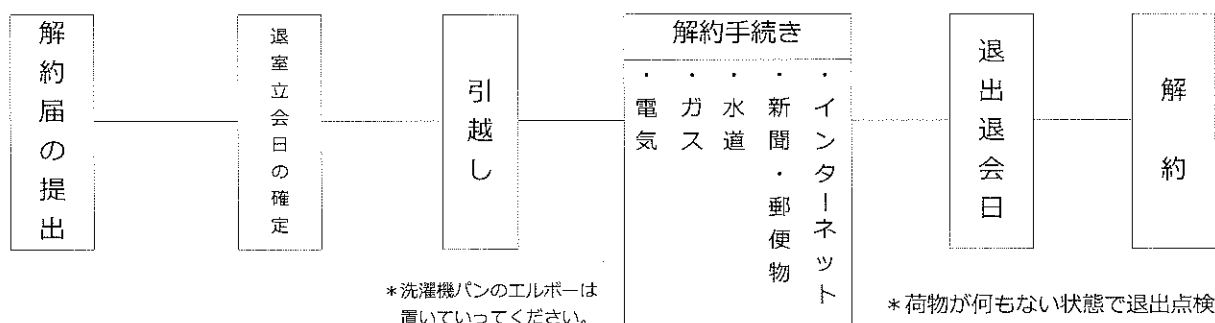 解約届の提出
退室立会日の確定
引越し
解約手続き
・電気
・ガス
・水道
・新聞・郵便物
・インターネット
退出退会日
解約
*洗濯機パンのエルボーは
置いていってください。
*荷物が何もない状態で退出点検